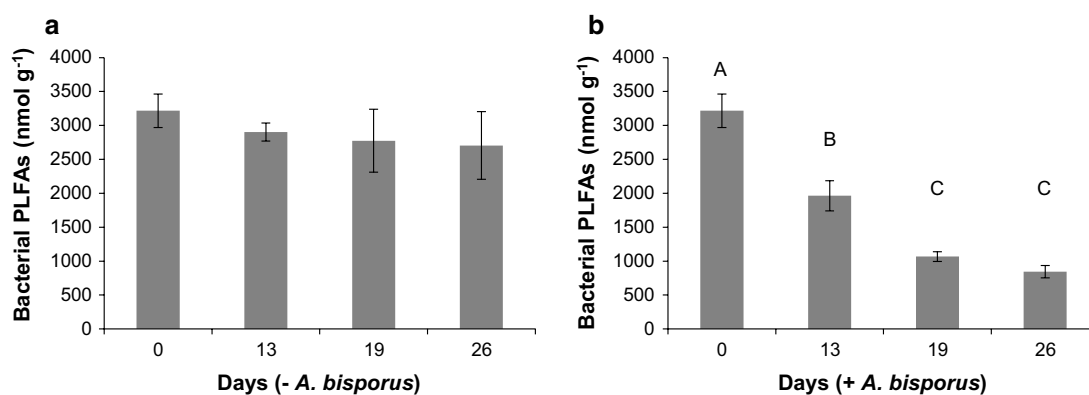 a
Bacterial PLFAs (nmol g⁻¹)
4000
3500
3000
2500
2000
1500
1000
500
0
0 13 19 26
Days (- A. bisporus)
b
Bacterial PLFAs (nmol g⁻¹)
4000
3500
3000
2500
2000
1500
1000
500
0
A
B
C C
0 13 19 26
Days (+ A. bisporus)